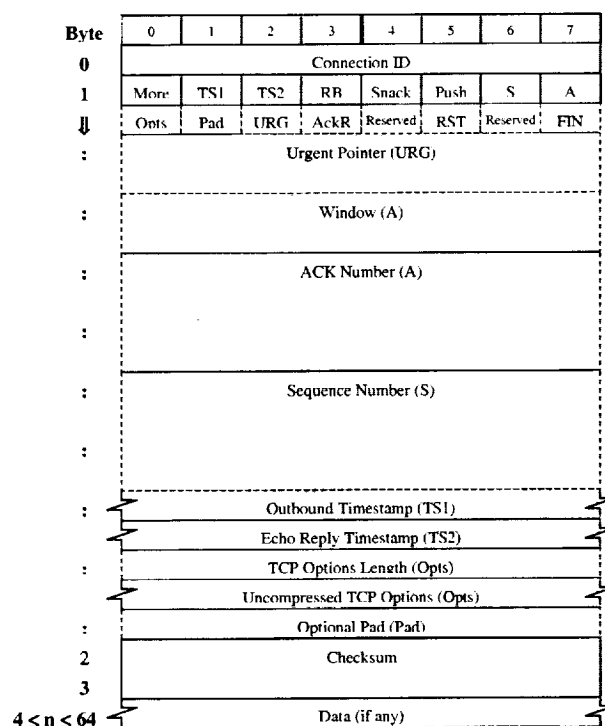 Byte 0 1 2 3 4 5 6 7
0 Connection ID
1 More TS1 TS2 RB Snack Push S A
⇓ Opts Pad URG AckR Reserved RST Reserved FIN
: Urgent Pointer (URG)
: Window (A)
: ACK Number (A)
:
: Sequence Number (S)
:
: Outbound Timestamp (TS1)
Echo Reply Timestamp (TS2)
: TCP Options Length (Opts)
Uncompressed TCP Options (Opts)
: Optional Pad (Pad)
2 Checksum
3
4 < n < 64 Data (if any)